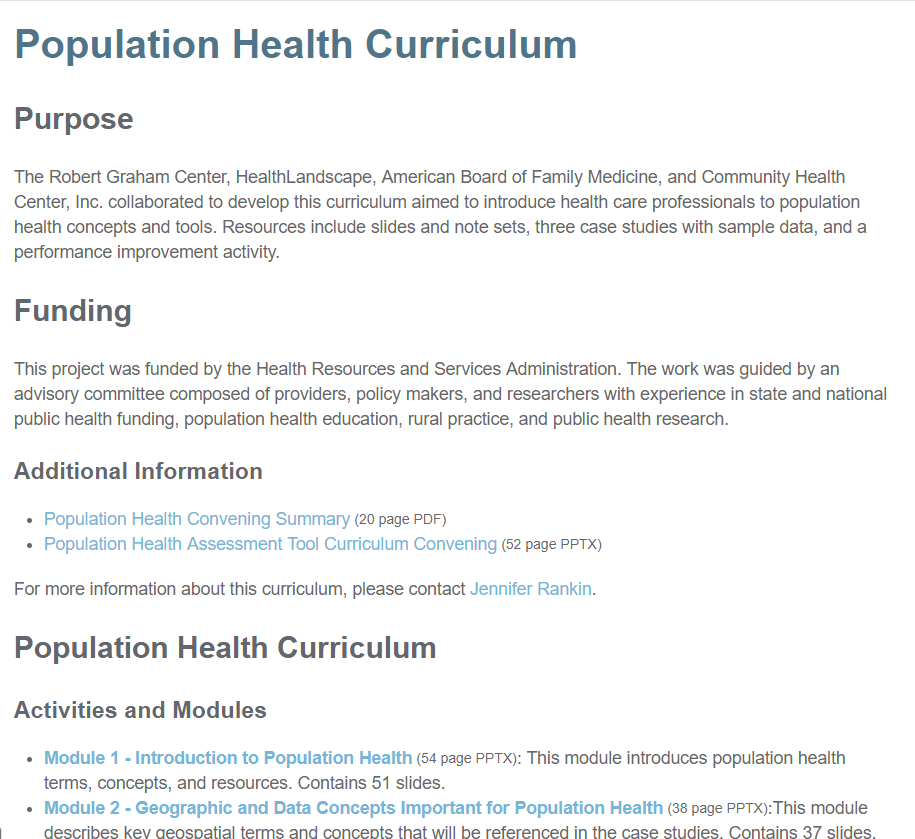 Population Health Curriculum
Purpose
The Robert Graham Center, HealthLandscape, American Board of Family Medicine, and Community Health
Center, Inc. collaborated to develop this curriculum aimed to introduce health care professionals to population
health concepts and tools. Resources include slides and note sets, three case studies with sample data, and a
performance improvement activity.
Funding
This project was funded by the Health Resources and Services Administration. The work was guided by an
advisory committee composed of providers, policy makers, and researchers with experience in state and national
public health funding, population health education, rural practice, and public health research.
Additional Information
• Population Health Convening Summary (20 page PDF)
• Population Health Assessment Tool Curriculum Convening (52 page PPTX)
For more information about this curriculum, please contact Jennifer Rankin.
Population Health Curriculum
Activities and Modules
• Module 1 - Introduction to Population Health (54 page PPTX): This module introduces population health
terms, concepts, and resources. Contains 51 slides.
• Module 2 - Geographic and Data Concepts Important for Population Health (38 page PPTX):This module
describes key geospatial terms and concepts that will be referenced in the case studies. Contains 37 slides.